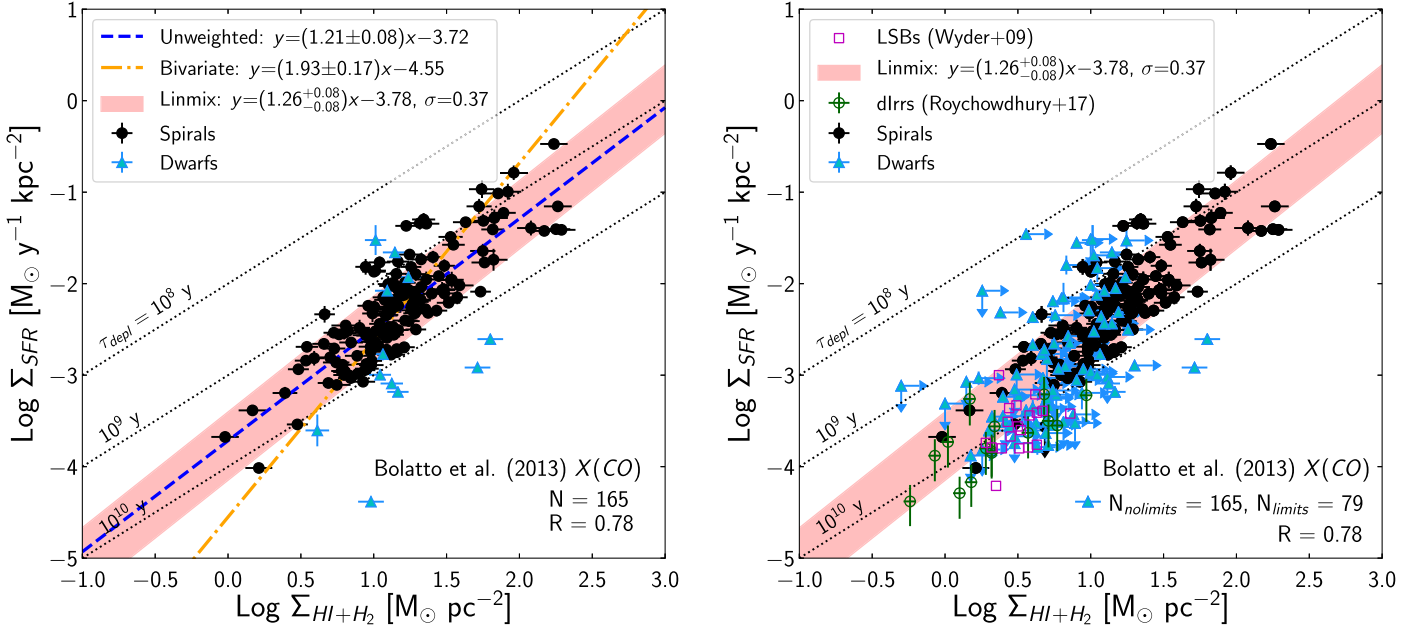 Unweighted: y=(1.21±0.08)x−3.72
Bivariate: y=(1.93±0.17)x−4.55
Linmix: y=(1.26+0.08−0.08)x−3.78, σ=0.37
Spirals
Dwarfs
τdepl = 10^8 y
10^9 y
10^10 y
Bolatto et al. (2013) X(CO)
N = 165
R = 0.78
1
0
−1
−2
−3
−4
−5
−1.0 −0.5 0.0 0.5 1.0 1.5 2.0 2.5 3.0
Log ΣSFR [M⊙ y−1 kpc−2]
Log ΣHI+H2 [M⊙ pc−2]
LSBs (Wyder+09)
Linmix: y=(1.26+0.08−0.08)x−3.78, σ=0.37
dIrrs (Roychowdhury+17)
Spirals
Dwarfs
τdepl = 10^8 y
10^9 y
10^10 y
Bolatto et al. (2013) X(CO)
Nnolimits = 165, Nlimits = 79
R = 0.78
1
0
−1
−2
−3
−4
−5
−1.0 −0.5 0.0 0.5 1.0 1.5 2.0 2.5 3.0
Log ΣSFR [M⊙ y−1 kpc−2]
Log ΣHI+H2 [M⊙ pc−2]